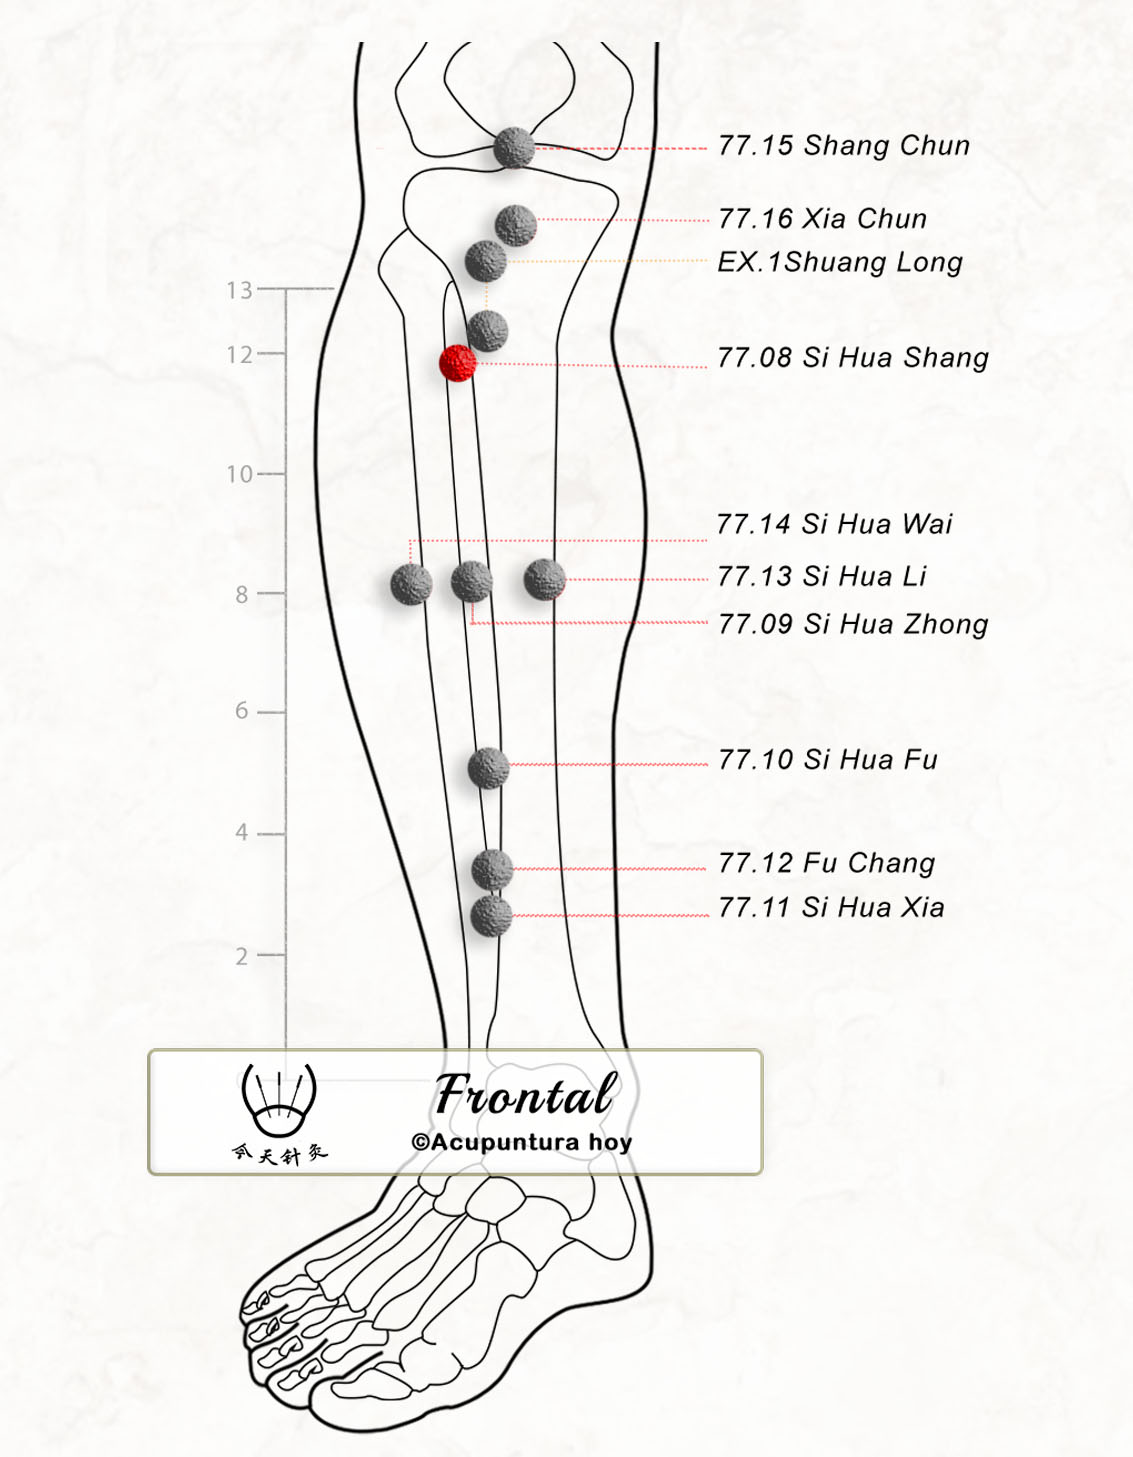 77.15 Shang Chun
77.16 Xia Chun
EX.1Shuang Long
13
12
77.08 Si Hua Shang
10
77.14 Si Hua Wai
77.13 Si Hua Li
8
77.09 Si Hua Zhong
6
77.10 Si Hua Fu
4
77.12 Fu Chang
77.11 Si Hua Xia
2
Frontal
©Acupuntura hoy
天针灸